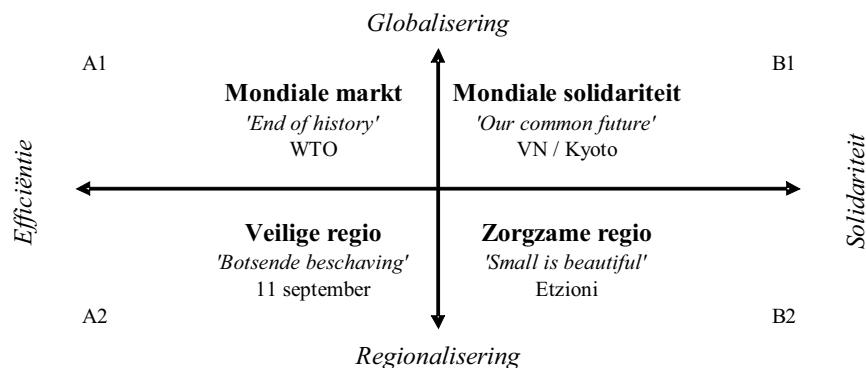 Globalisering
A1
B1
Mondiale markt
'End of history'
WTO
Mondiale solidariteit
'Our common future'
VN / Kyoto
Efficiëntie
Solidariteit
Veilige regio
'Botsende beschaving'
11 september
Zorgzame regio
'Small is beautiful'
Etzioni
A2
B2
Regionalisering